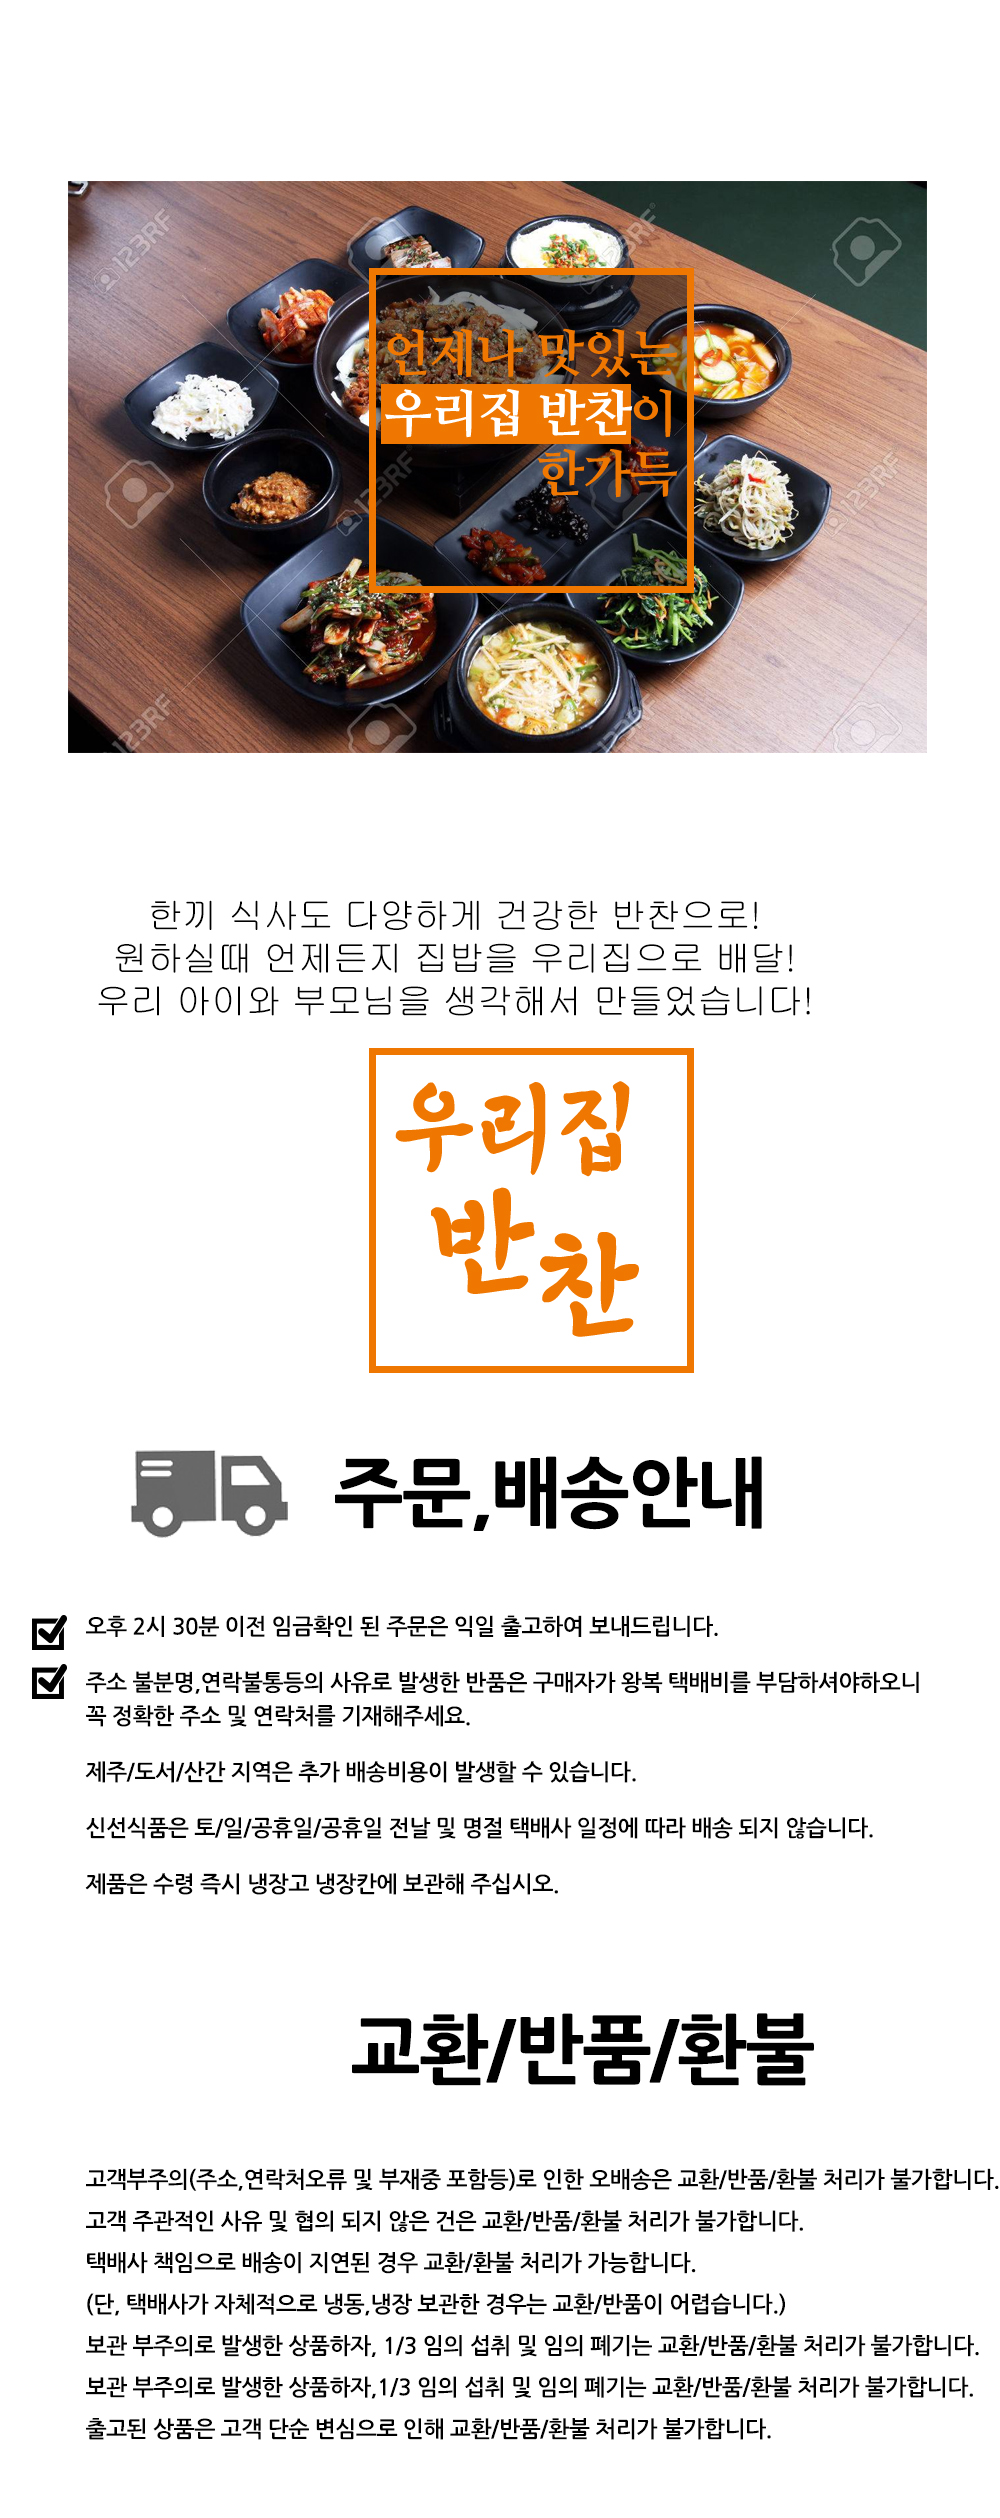 언제나 맛있는
우리집 반찬이
한가득
123RF
123RF
123RF
123RF
123RF
123RF
한끼 식사도 다양하게 건강한 반찬으로!
원하실때 언제든지 집밥을 우리집으로 배달!
우리 아이와 부모님을 생각해서 만들었습니다!
우리집
반찬
주문,배송안내
오후 2시 30분 이전 임금확인 된 주문은 익일 출고하여 보내드립니다.
주소 불분명,연락불통등의 사유로 발생한 반품은 구매자가 왕복 택배비를 부담하셔야하오니
꼭 정확한 주소 및 연락처를 기재해주세요.
제주/도서/산간 지역은 추가 배송비용이 발생할 수 있습니다.
신선식품은 토/일/공휴일/공휴일 전날 및 명절 택배사 일정에 따라 배송 되지 않습니다.
제품은 수령 즉시 냉장고 냉장칸에 보관해 주십시오.
교환/반품/환불
고객부주의(주소,연락처오류 및 부재중 포함등)로 인한 오배송은 교환/반품/환불 처리가 불가합니다.
고객 주관적인 사유 및 협의 되지 않은 건은 교환/반품/환불 처리가 불가합니다.
택배사 책임으로 배송이 지연된 경우 교환/환불 처리가 가능합니다.
(단, 택배사가 자체적으로 냉동,냉장 보관한 경우는 교환/반품이 어렵습니다.)
보관 부주의로 발생한 상품하자, 1/3 임의 섭취 및 임의 폐기는 교환/반품/환불 처리가 불가합니다.
보관 부주의로 발생한 상품하자,1/3 임의 섭취 및 임의 폐기는 교환/반품/환불 처리가 불가합니다.
출고된 상품은 고객 단순 변심으로 인해 교환/반품/환불 처리가 불가합니다.